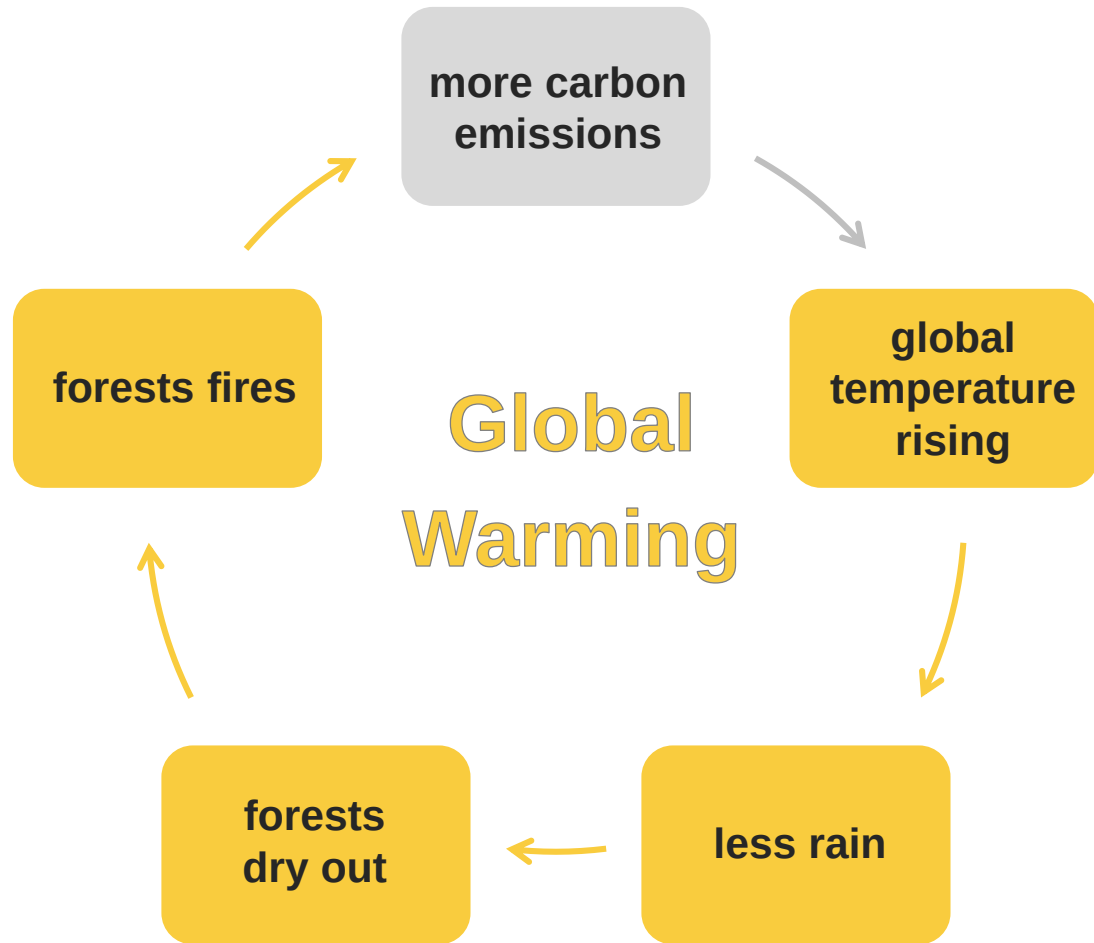 more carbon
emissions
global
temperature
rising
less rain
forests
dry out
forests fires
Global
Warming